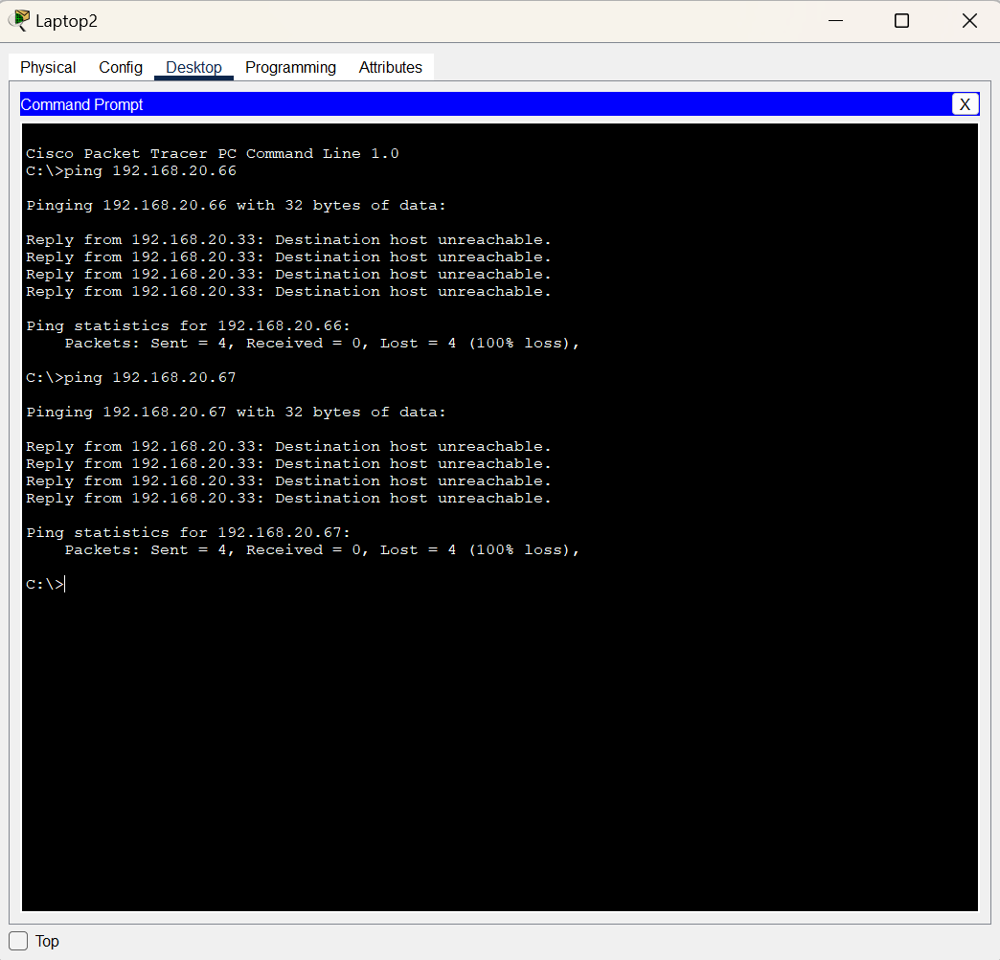 Laptop2
Physical Config Desktop Programming Attributes
Command Prompt X
Cisco Packet Tracer PC Command Line 1.0
C:\>ping 192.168.20.66
Pinging 192.168.20.66 with 32 bytes of data:
Reply from 192.168.20.33: Destination host unreachable.
Reply from 192.168.20.33: Destination host unreachable.
Reply from 192.168.20.33: Destination host unreachable.
Reply from 192.168.20.33: Destination host unreachable.
Ping statistics for 192.168.20.66:
    Packets: Sent = 4, Received = 0, Lost = 4 (100% loss),
C:\>ping 192.168.20.67
Pinging 192.168.20.67 with 32 bytes of data:
Reply from 192.168.20.33: Destination host unreachable.
Reply from 192.168.20.33: Destination host unreachable.
Reply from 192.168.20.33: Destination host unreachable.
Reply from 192.168.20.33: Destination host unreachable.
Ping statistics for 192.168.20.67:
    Packets: Sent = 4, Received = 0, Lost = 4 (100% loss),
C:\>
Top